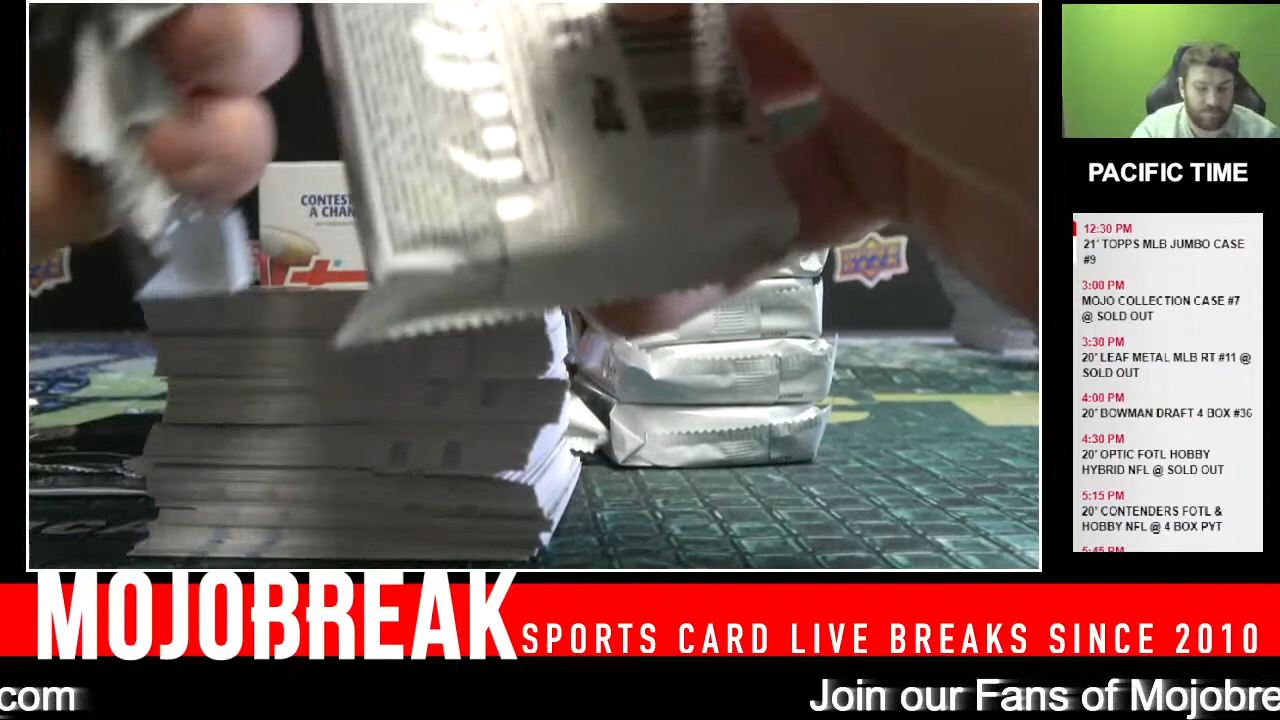 CONTEST
A CHAN
PACIFIC TIME
12:30 PM
21' TOPPS MLB JUMBO CASE
#9
3:00 PM
MOJO COLLECTION CASE #7
@ SOLD OUT
3:30 PM
20' LEAF METAL MLB RT #11 @
SOLD OUT
4:00 PM
20' BOWMAN DRAFT 4 BOX #36
4:30 PM
20' OPTIC FOTL HOBBY
HYBRID NFL @ SOLD OUT
5:15 PM
20' CONTENDERS FOTL &
HOBBY NFL @ 4 BOX PYT
5:45 PM
MOJOBREAK
SPORTS CARD LIVE BREAKS SINCE 2010
.com
Join our Fans of Mojobre